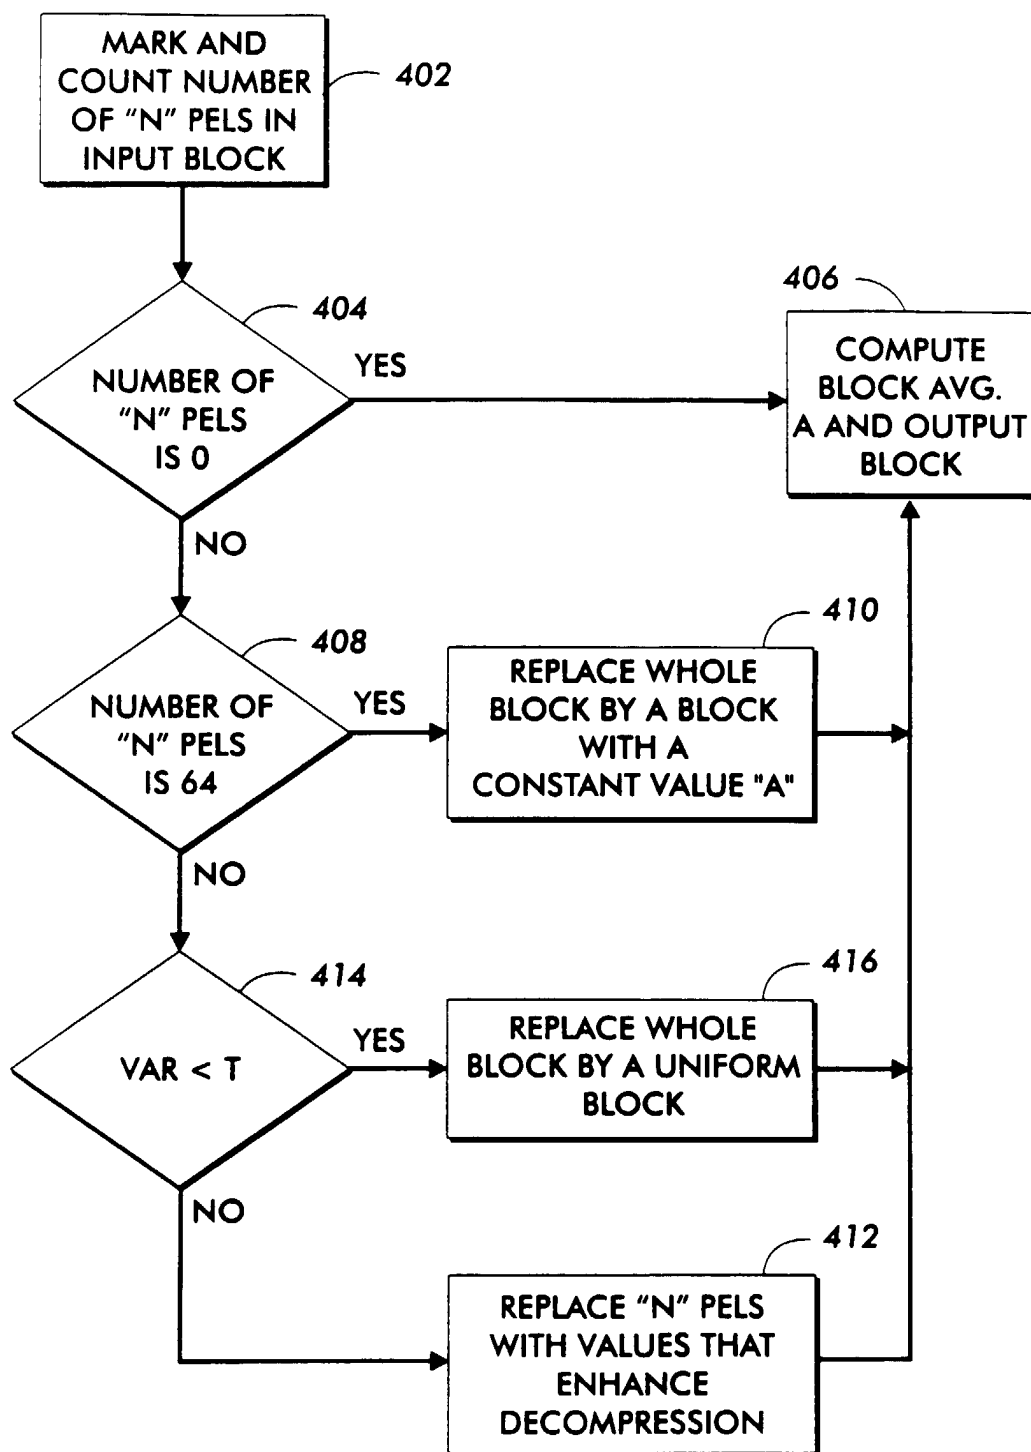 MARK AND
COUNT NUMBER
OF “N” PELS IN
INPUT BLOCK
402
404
NUMBER OF
“N” PELS
IS 0
YES
406
COMPUTE
BLOCK AVG.
A AND OUTPUT
BLOCK
NO
408
NUMBER OF
“N” PELS
IS 64
YES
410
REPLACE WHOLE
BLOCK BY A BLOCK
WITH A
CONSTANT VALUE "A"
NO
414
VAR < T
YES
416
REPLACE WHOLE
BLOCK BY A UNIFORM
BLOCK
NO
412
REPLACE “N” PELS
WITH VALUES THAT
ENHANCE
DECOMPRESSION